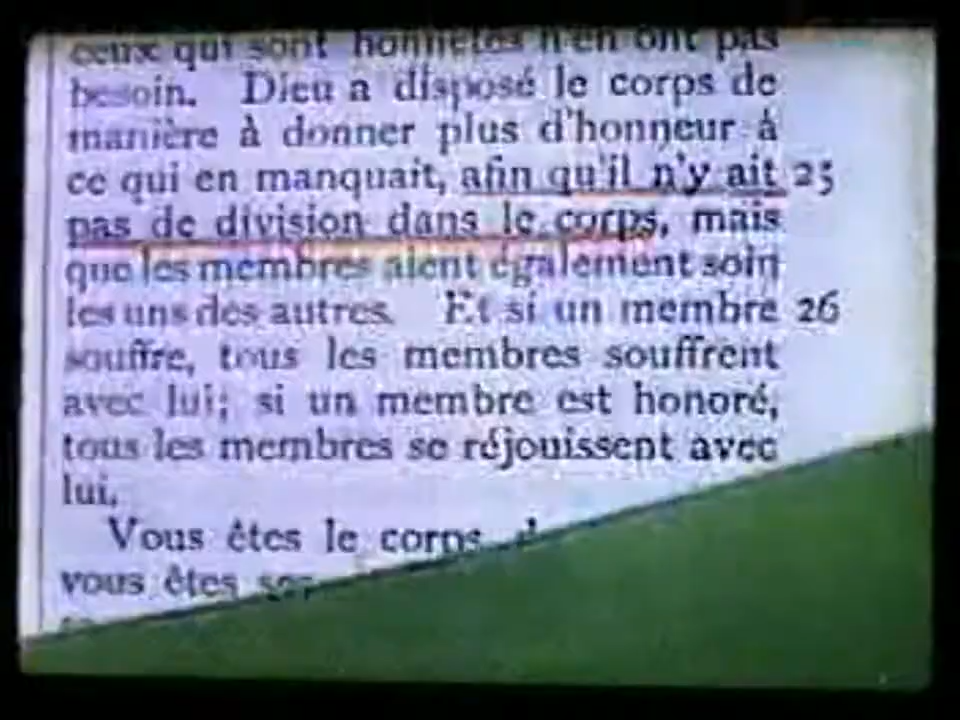 ceux qui sont honnêtes n'en ont pas
besoin. Dieu a disposé le corps de
manière à donner plus d'honneur à
ce qui en manquait, afin qu'il n'y ait 25
pas de division dans le corps, mais
que les membres aient également soin
les uns des autres. Et si un membre 26
souffre, tous les membres souffrent
avec lui; si un membre est honoré,
tous les membres se réjouissent avec
lui.
Vous êtes le corps
vous êtes